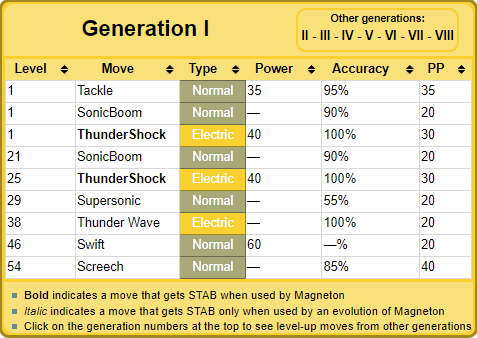 Generation I
Other generations:
II - III - IV - V - VI - VII - VIII
Level Move Type Power Accuracy PP
1 Tackle Normal 35 95% 35
1 SonicBoom Normal — 90% 20
1 ThunderShock Electric 40 100% 30
21 SonicBoom Normal — 90% 20
25 ThunderShock Electric 40 100% 30
29 Supersonic Normal — 55% 20
38 Thunder Wave Electric — 100% 20
46 Swift Normal 60 —% 20
54 Screech Normal — 85% 40
Bold indicates a move that gets STAB when used by Magneton
Italic indicates a move that gets STAB only when used by an evolution of Magneton
Click on the generation numbers at the top to see level-up moves from other generations